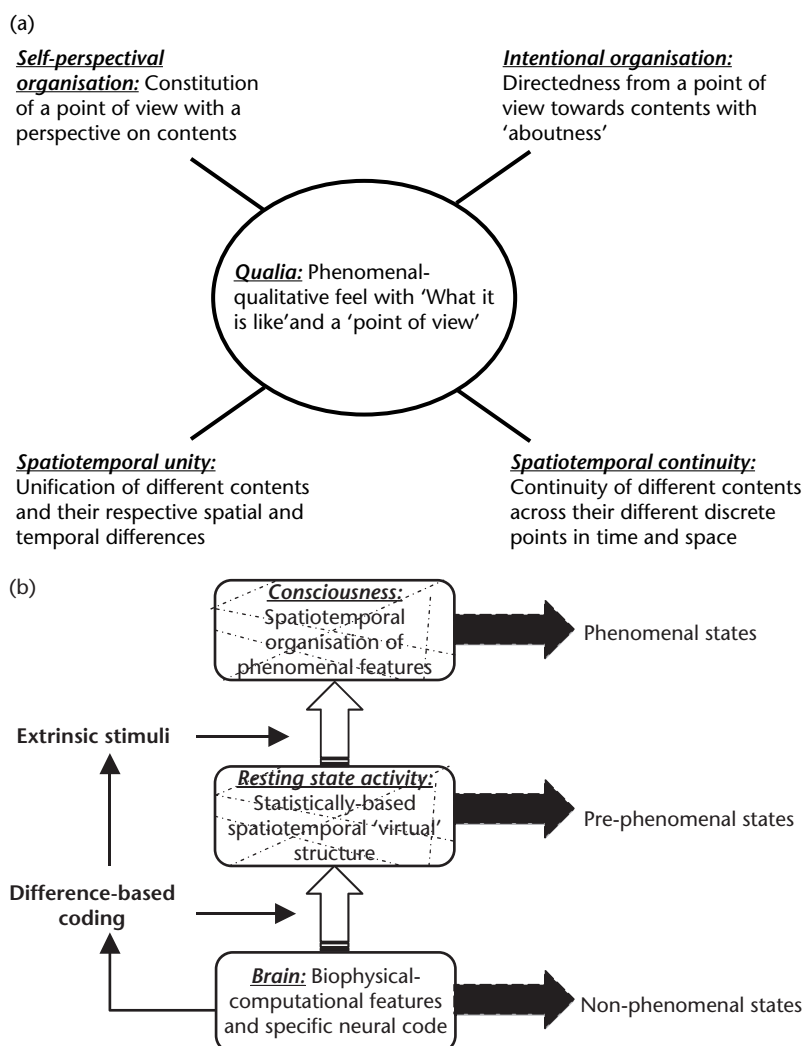 (a)
Self-perspectival
organisation: Constitution
of a point of view with a
perspective on contents
Intentional organisation:
Directedness from a point of
view towards contents with
‘aboutness’
Qualia: Phenomenal-
qualitative feel with ‘What it
is like’and a ‘point of view’
Spatiotemporal unity:
Unification of different contents
and their respective spatial and
temporal differences
Spatiotemporal continuity:
Continuity of different contents
across their different discrete
points in time and space
(b)
Consciousness:
Spatiotemporal
organisation of
phenomenal features
Phenomenal states
Extrinsic stimuli
Resting state activity:
Statistically-based
spatiotemporal ‘virtual’
structure
Pre-phenomenal states
Difference-based
coding
Brain: Biophysical-
computational features
and specific neural code
Non-phenomenal states